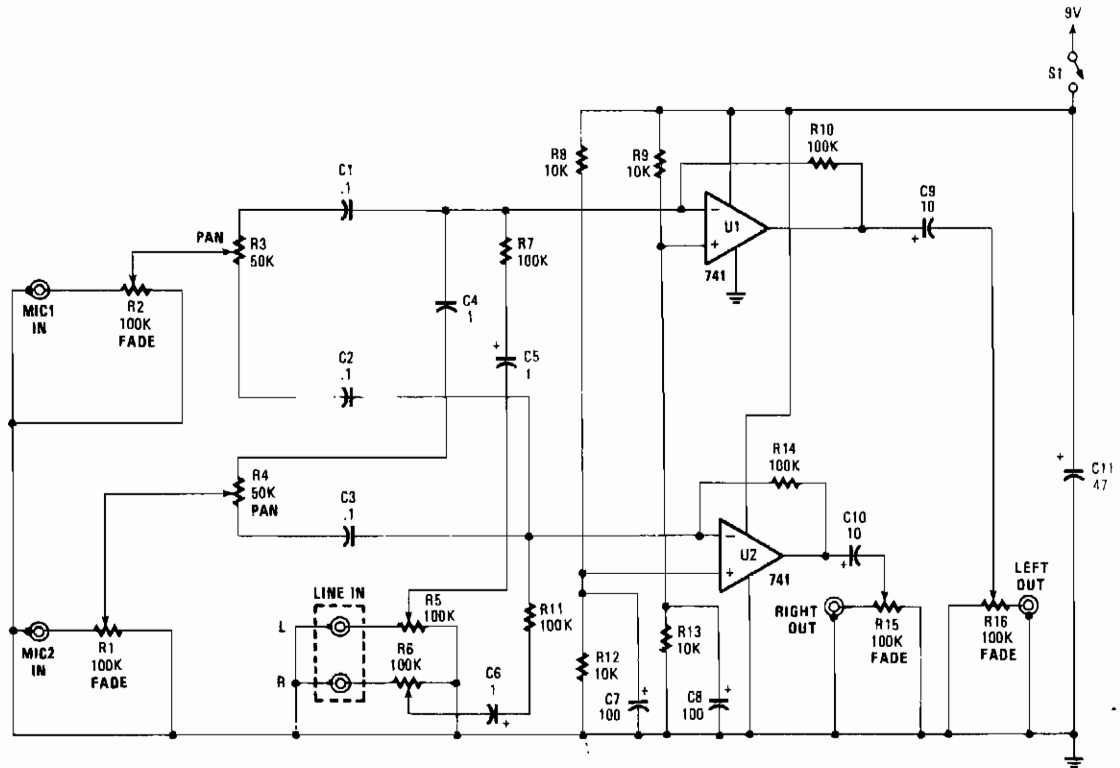 9V
S1
R10
100K
R8
10K
R9
10K
C1
.1
C9
10
PAN
R3
50K
R7
100K
−
+
U1
741
MIC1
IN
R2
100K
FADE
C4
1
+
C5
1
+
C2
.1
R4
50K
PAN
R14
100K
+
C11
47
C3
.1
−
+
U2
741
C10
10
+
LINE IN
L
R
R5
100K
R6
100K
R11
100K
RIGHT
OUT
LEFT
OUT
MIC2
IN
R1
100K
FADE
C6
1
+
R12
10K
R13
10K
C7
100
+
C8
100
+
R15
100K
FADE
R16
100K
FADE